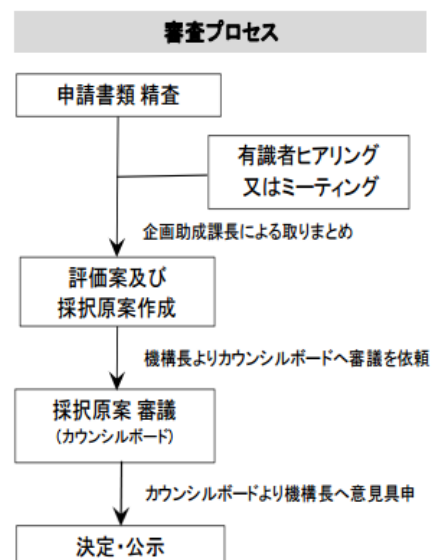 審査プロセス
申請書類 精査
有識者ヒアリング
又はミーティング
企画助成課長による取りまとめ
評価案及び
採択原案作成
機構長よりカウンシルボードへ審議を依頼
採択原案 審議
(カウンシルボード)
カウンシルボードより機構長へ意見具申
決定・公示